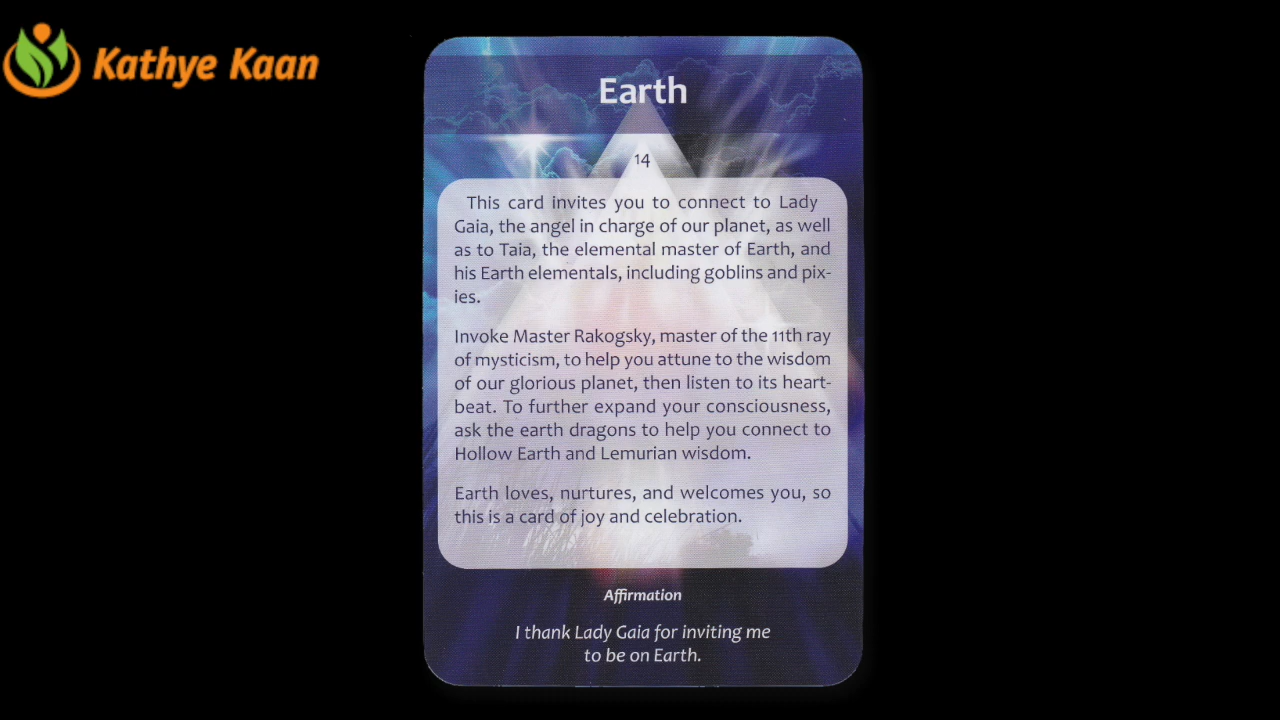 Kathye Kaan
Earth
14
This card invites you to connect to Lady
Gaia, the angel in charge of our planet, as well
as to Taia, the elemental master of Earth, and
his Earth elementals, including goblins and pix-
ies.
Invoke Master Rakogsky, master of the 11th ray
of mysticism, to help you attune to the wisdom
of our glorious planet, then listen to its heart-
beat. To further expand your consciousness,
ask the earth dragons to help you connect to
Hollow Earth and Lemurian wisdom.
Earth loves, nurtures, and welcomes you, so
this is a card of joy and celebration.
Affirmation
I thank Lady Gaia for inviting me
to be on Earth.